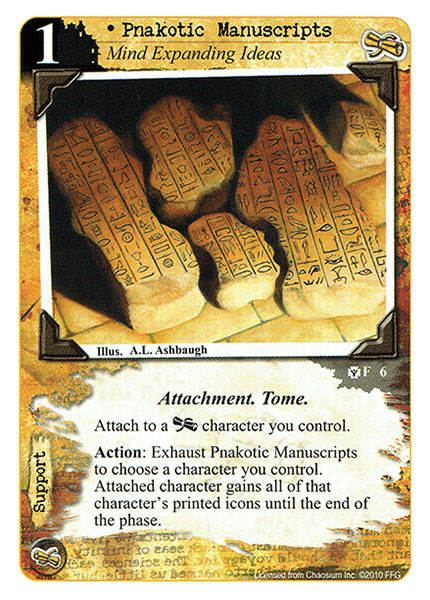 1
• Pnakotic Manuscripts
Mind Expanding Ideas
Illus. A.L. Ashbaugh
F 6
Attachment. Tome.
Attach to a character you control.
Action: Exhaust Pnakotic Manuscripts
to choose a character you control.
Attached character gains all of that
character's printed icons until the end of
the phase.
Support
Licensed from Chaosium Inc. ©2010 FFG